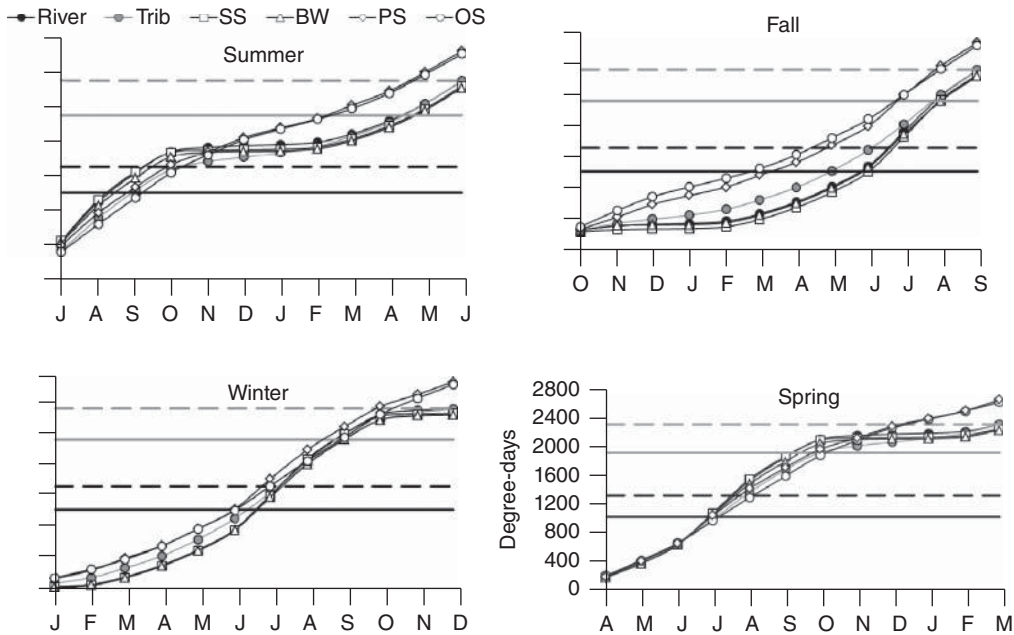 River Trib SS BW PS OS
Summer
J A S O N D J F M A M J
Fall
O N D J F M A M J J A S
Winter
J F M A M J J A S O N D
Spring
Degree-days
2800
2400
2000
1600
1200
800
400
0
A M J J A S O N D J F M